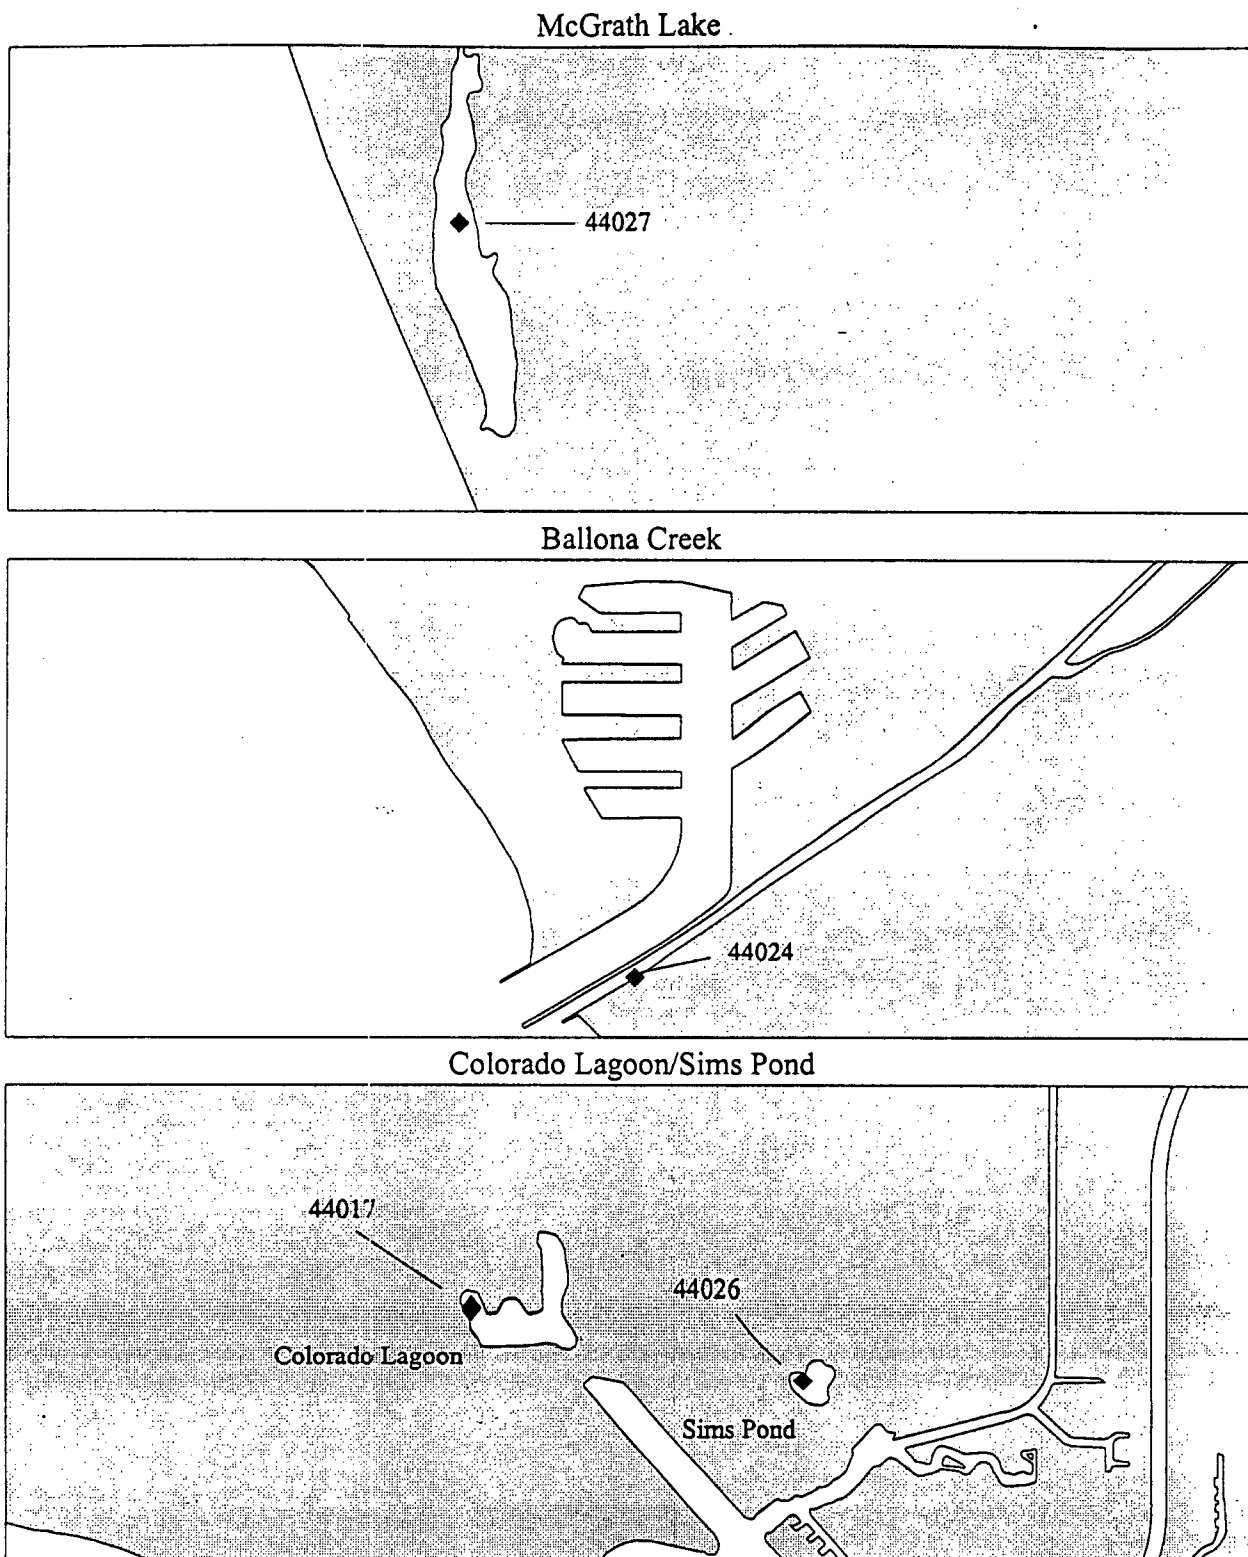 McGrath Lake
44027
Ballona Creek
44024
Colorado Lagoon/Sims Pond
44017
44026
Colorado Lagoon
Sims Pond